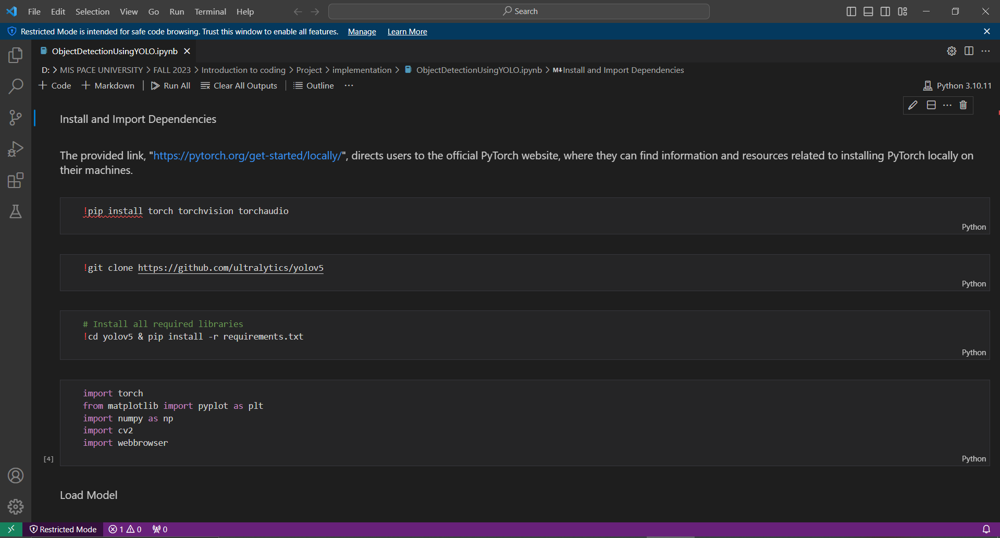 File Edit Selection View Go Run Terminal Help Search
Restricted Mode is intended for safe code browsing. Trust this window to enable all features. Manage Learn More
ObjectDetectionUsingYOLO.ipynb
D: > MIS PACE UNIVERSITY > FALL 2023 > Introduction to coding > Project > implementation > ObjectDetectionUsingYOLO.ipynb > M↓Install and Import Dependencies
+ Code + Markdown Run All Clear All Outputs Outline ··· Python 3.10.11
Install and Import Dependencies
The provided link, "https://pytorch.org/get-started/locally/", directs users to the official PyTorch website, where they can find information and resources related to installing PyTorch locally on
their machines.
!pip install torch torchvision torchaudio
Python
!git clone https://github.com/ultralytics/yolov5
Python
# Install all required libraries
!cd yolov5 & pip install -r requirements.txt
Python
import torch
from matplotlib import pyplot as plt
import numpy as np
import cv2
import webbrowser
[4] Python
Load Model
Restricted Mode 1 0 0